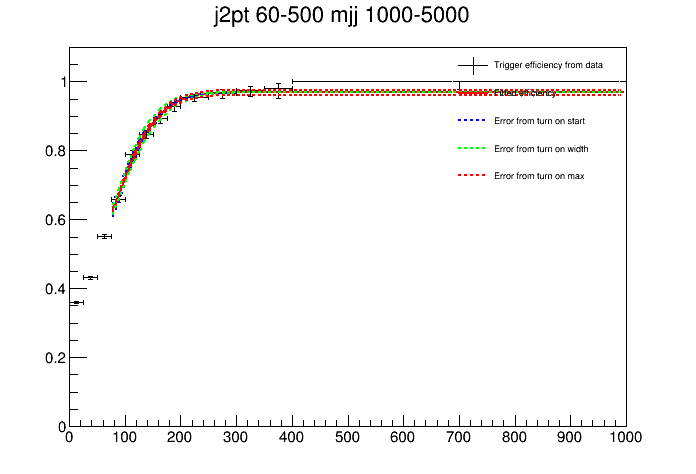 j2pt 60-500 mjj 1000-5000
Trigger efficiency from data
Fitted efficiency
Error from turn on start
Error from turn on width
Error from turn on max
1
0.8
0.6
0.4
0.2
0
0 100 200 300 400 500 600 700 800 900 1000